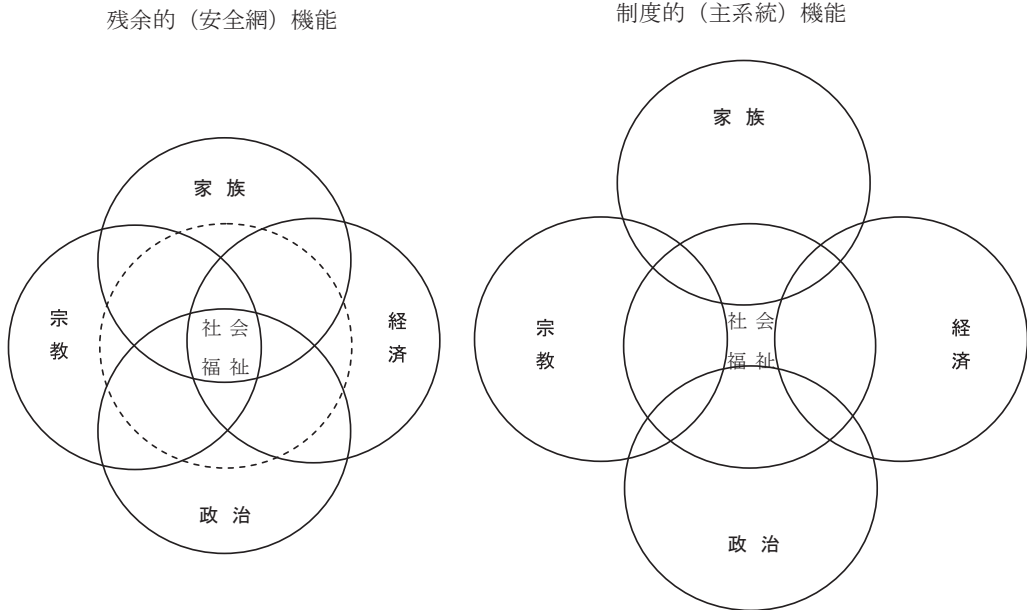 残余的（安全網）機能
家族
宗教
経済
社会
福祉
政治
制度的（主系統）機能
家族
宗教
経済
社会
福祉
政治